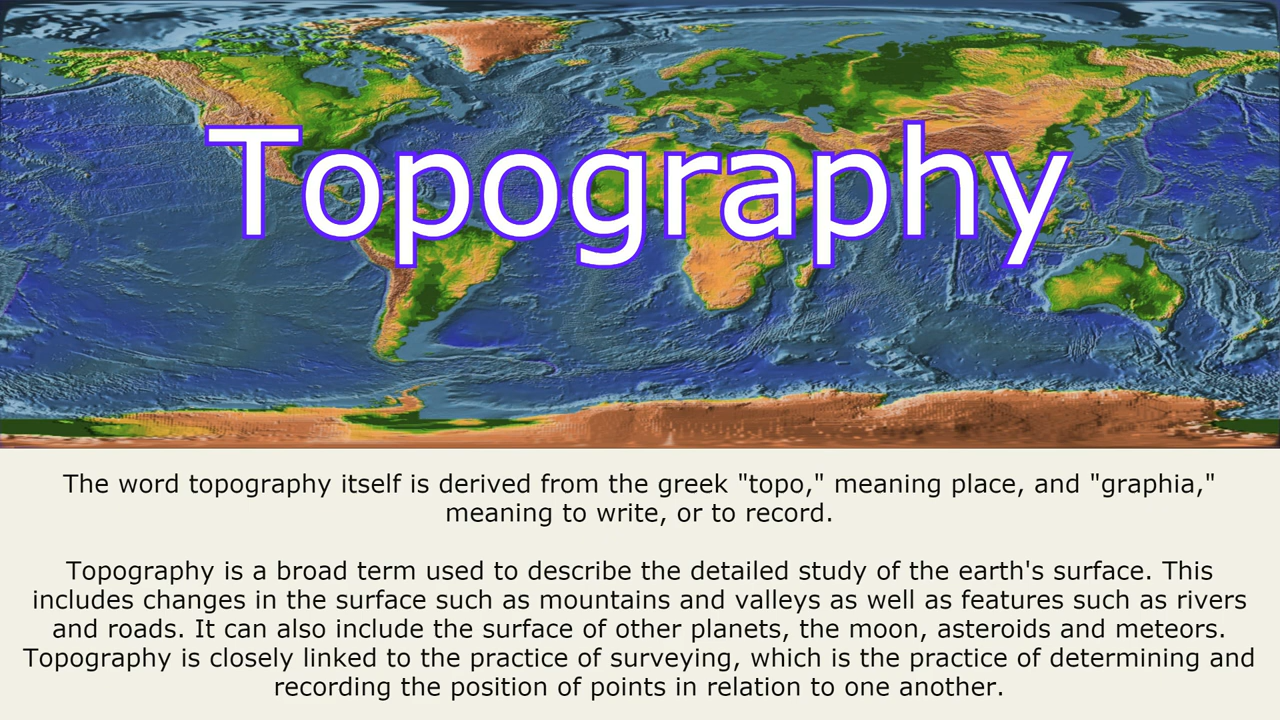 Topography
The word topography itself is derived from the greek "topo," meaning place, and "graphia,"
meaning to write, or to record.
Topography is a broad term used to describe the detailed study of the earth's surface. This
includes changes in the surface such as mountains and valleys as well as features such as rivers
and roads. It can also include the surface of other planets, the moon, asteroids and meteors.
Topography is closely linked to the practice of surveying, which is the practice of determining and
recording the position of points in relation to one another.